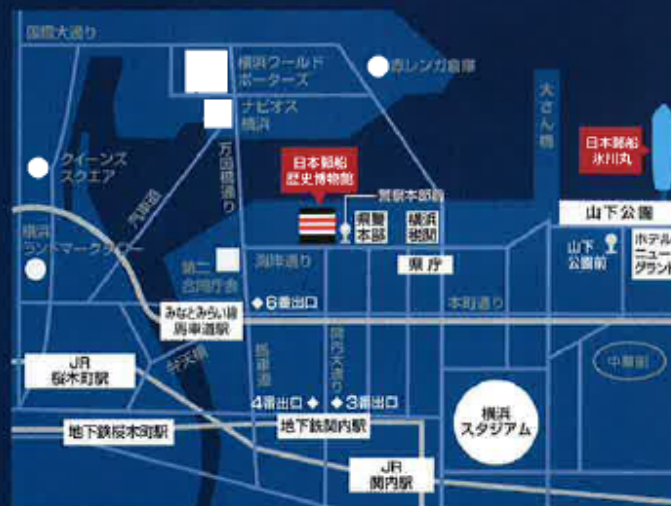 国際大通り
横浜ワールド
ポーターズ
赤レンガ倉庫
ナビオス
横浜
大さん橋
日本郵船
氷川丸
クイーンズ
スクエア
万国橋通り
汽車道
日本郵船
歴史博物館
警察本部前
県警
本部
横浜
税関
山下公園
横浜
ランドマークタワー
第二
合同庁舎
海岸通り
県庁
山下
公園前
ホテル
ニュー
グランド
みなとみらい線
馬車道駅
◆6番出口
本町通り
弁天橋
馬車道
関内大通り
JR
桜木町駅
中華街
4番出口◆
◆3番出口
横浜
スタジアム
地下鉄桜木町駅
地下鉄関内駅
JR
関内駅